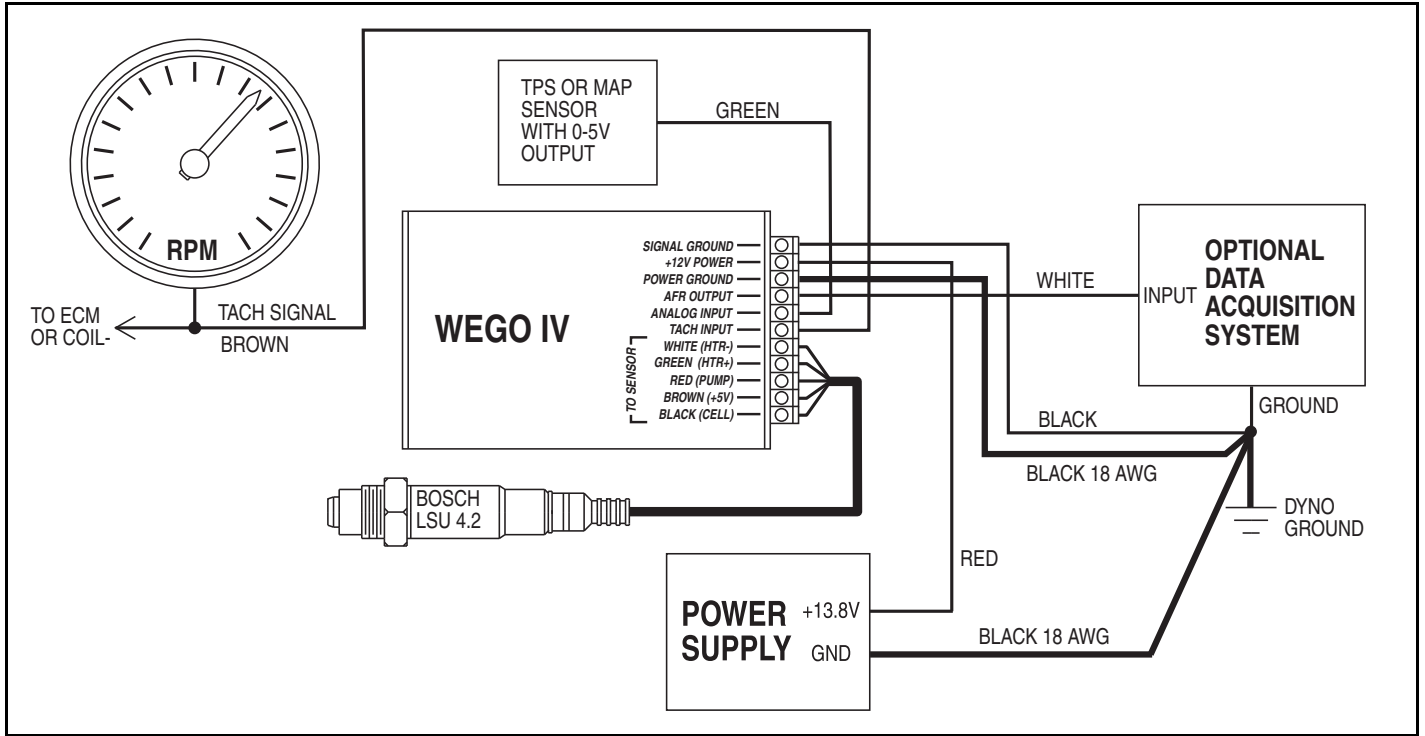 RPM
TO ECM
OR COIL-
TACH SIGNAL
BROWN
TPS OR MAP
SENSOR
WITH 0-5V
OUTPUT
GREEN
WEGO IV
SIGNAL GROUND
+12V POWER
POWER GROUND
AFR OUTPUT
ANALOG INPUT
TACH INPUT
TO SENSOR
WHITE (HTR-)
GREEN (HTR+)
RED (PUMP)
BROWN (+5V)
BLACK (CELL)
WHITE
INPUT
OPTIONAL
DATA
ACQUISITION
SYSTEM
GROUND
BLACK
BLACK 18 AWG
DYNO
GROUND
BOSCH
LSU 4.2
RED
POWER
SUPPLY
+13.8V
GND
BLACK 18 AWG